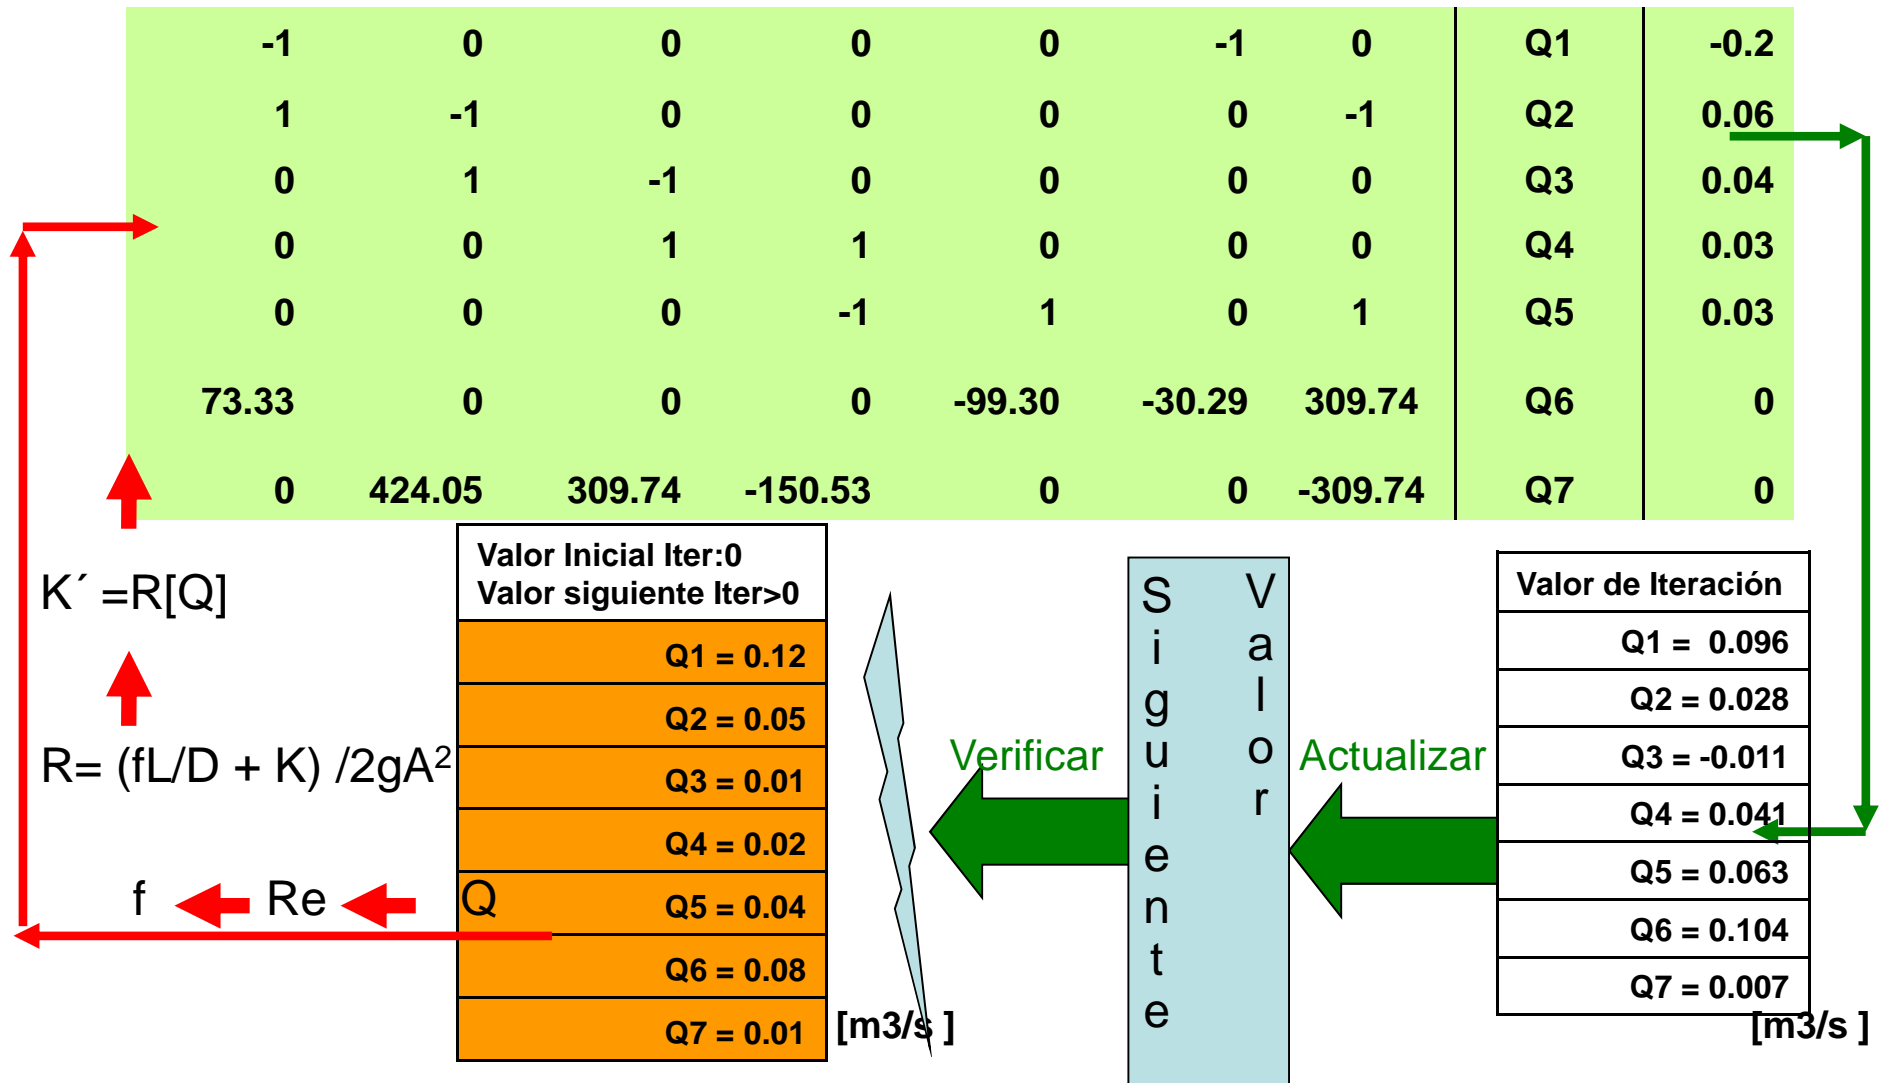 -1 0 0 0 0 -1 0 Q1 -0.2
1 -1 0 0 0 0 -1 Q2 0.06
0 1 -1 0 0 0 0 Q3 0.04
0 0 1 1 0 0 0 Q4 0.03
0 0 0 -1 1 0 1 Q5 0.03
73.33 0 0 0 -99.30 -30.29 309.74 Q6 0
0 424.05 309.74 -150.53 0 0 -309.74 Q7 0
K´ =R[Q]
R= (fL/D + K) /2gA²
f Re Q
Valor Inicial Iter:0
Valor siguiente Iter>0
Q1 = 0.12
Q2 = 0.05
Q3 = 0.01
Q4 = 0.02
Q5 = 0.04
Q6 = 0.08
Q7 = 0.01
[m3/s ]
Verificar
Siguiente
Valor
Actualizar
Valor de Iteración
Q1 = 0.096
Q2 = 0.028
Q3 = -0.011
Q4 = 0.041
Q5 = 0.063
Q6 = 0.104
Q7 = 0.007
[m3/s ]